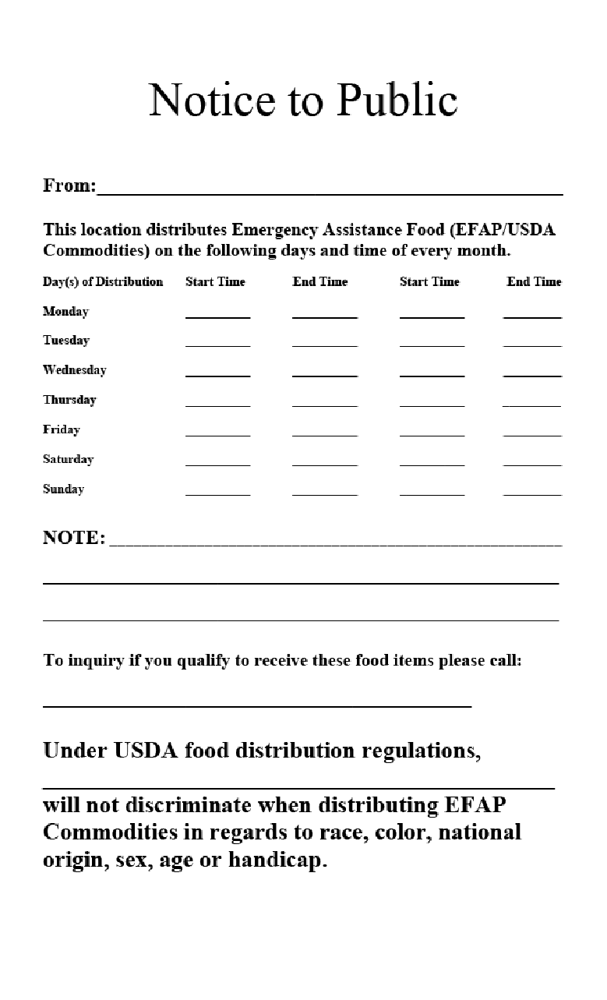 Notice to Public
From:
This location distributes Emergency Assistance Food (EFAP/USDA
Commodities) on the following days and time of every month.
Day(s) of Distribution Start Time End Time Start Time End Time
Monday
Tuesday
Wednesday
Thursday
Friday
Saturday
Sunday
NOTE:
To inquiry if you qualify to receive these food items please call:
Under USDA food distribution regulations,
will not discriminate when distributing EFAP
Commodities in regards to race, color, national
origin, sex, age or handicap.